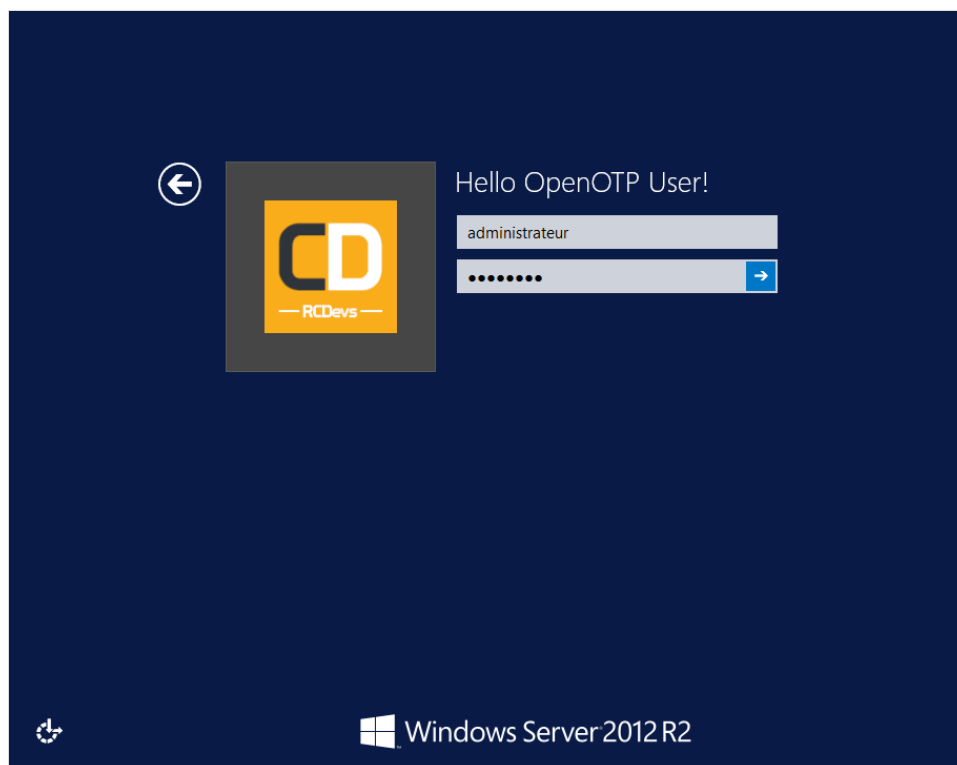 Hello OpenOTP User!
administrateur
••••••••
CD
RCDevs
Windows Server 2012 R2